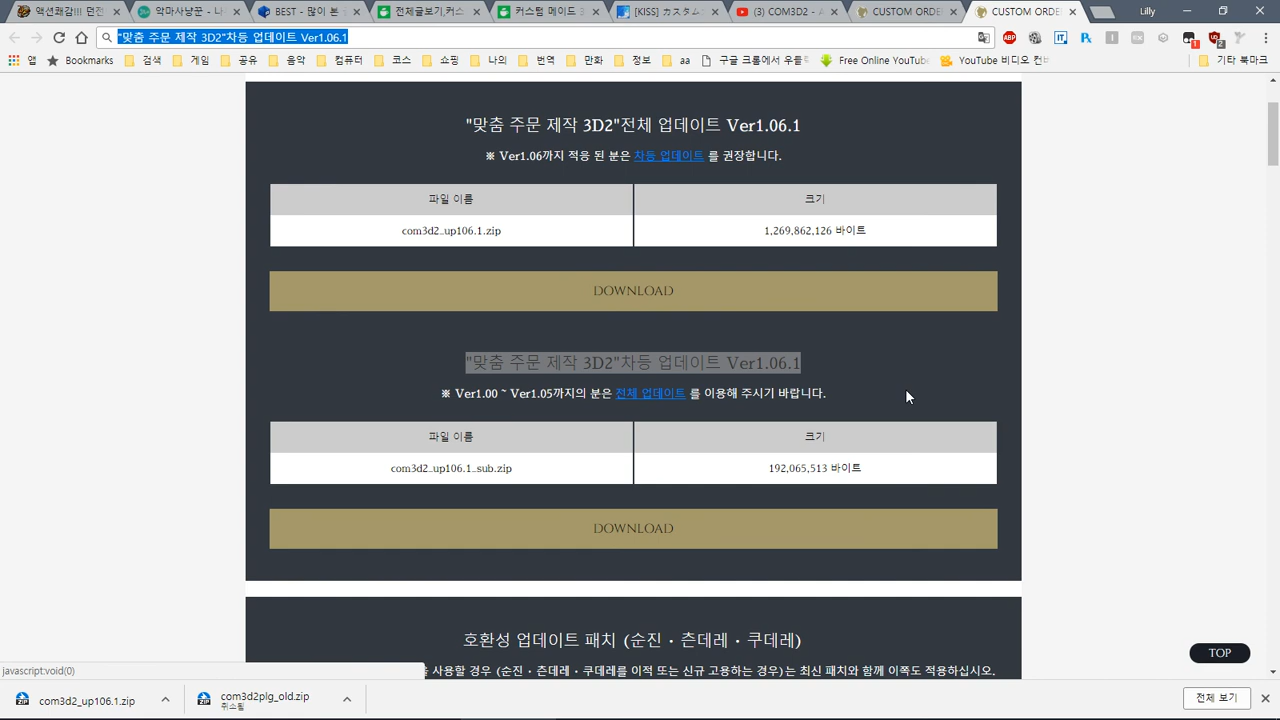 액션쾌감!!! 던전
악마사냥꾼 - 나
BEST - 많이 본
전체글보기,커스
커스텀 메이드 3
[KISS] カスタム
(3) COM3D2 -
CUSTOM ORDE
CUSTOM ORDE
Lilly
"맞춤 주문 제작 3D2"차등 업데이트 Ver1.06.1
앱
Bookmarks
검색
게임
공유
음악
컴퓨터
코스
쇼핑
나의
번역
만화
정보
aa
구글 크롬에서 우클릭
Free Online YouTube
YouTube 비디오 컨버
기타 북마크
"맞춤 주문 제작 3D2"전체 업데이트 Ver1.06.1
※ Ver1.06까지 적응 된 분은 차등 업데이트 를 권장합니다.
파일 이름 크기
com3d2_up106.1.zip 1,269,862,126 바이트
DOWNLOAD
"맞춤 주문 제작 3D2"차등 업데이트 Ver1.06.1
※ Ver1.00 ~ Ver1.05까지의 분은 전체 업데이트 를 이용해 주시기 바랍니다.
파일 이름 크기
com3d2_up106.1_sub.zip 192,065,513 바이트
DOWNLOAD
호환성 업데이트 패치 (순진・츤데레・쿠데레)
을 사용할 경우 (순진・츤데레・쿠데레를 이적 또는 신규 고용하는 경우)는 최신 패치와 함께 이쪽도 적용하십시오.
TOP
javascript:void(0)
com3d2_up106.1.zip
com3d2plg_old.zip
취소됨
전체 보기